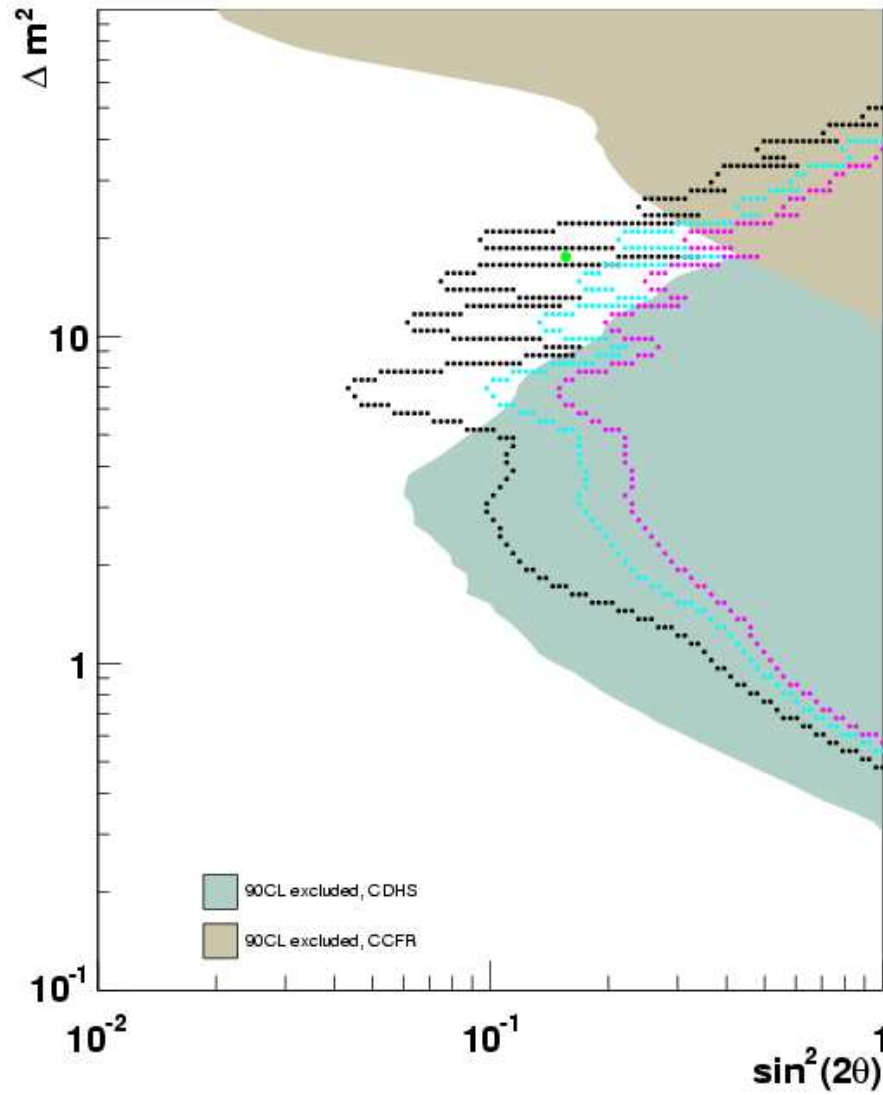 Δ m²
10
1
10⁻¹
90CL excluded, CDHS
90CL excluded, CCFR
10⁻²
10⁻¹
1
sin²(2θ)